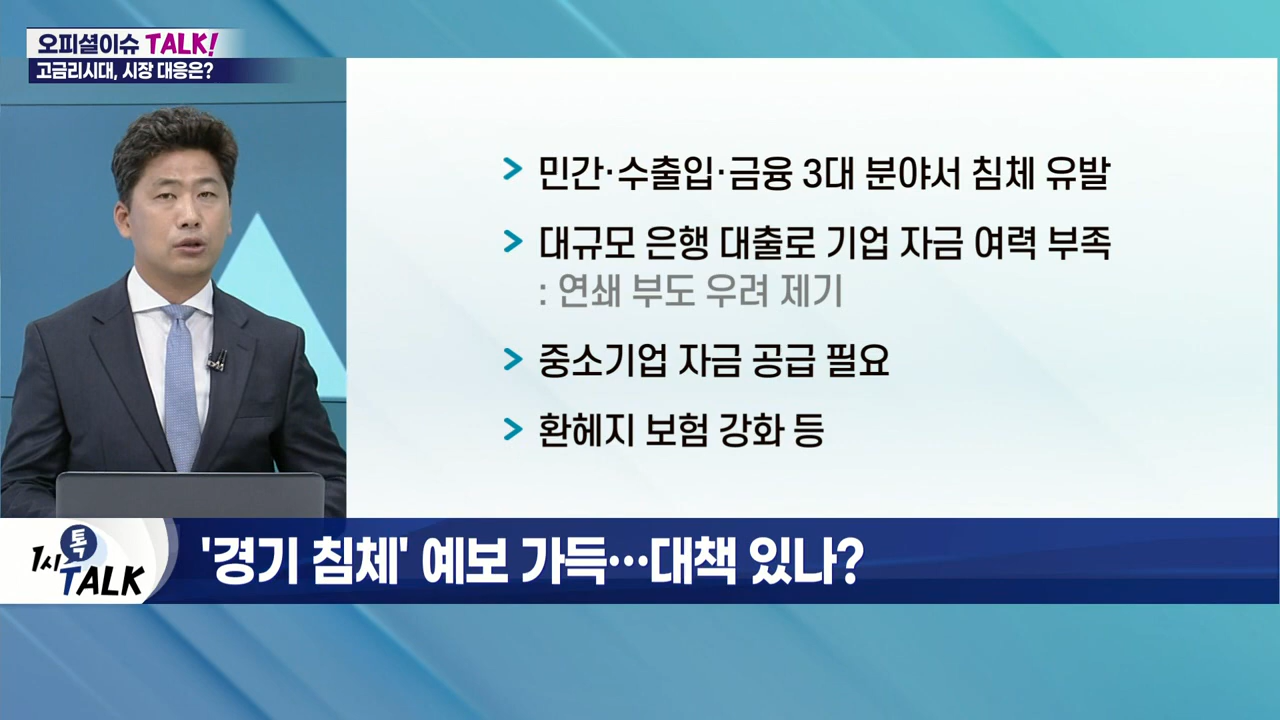 오피셜이슈 TALK!
고금리시대, 시장 대응은?
> 민간·수출입·금융 3대 분야서 침체 유발
> 대규모 은행 대출로 기업 자금 여력 부족
: 연쇄 부도 우려 제기
> 중소기업 자금 공급 필요
> 환헤지 보험 강화 등
1시톡 TALK
'경기 침체' 예보 가득…대책 있나?